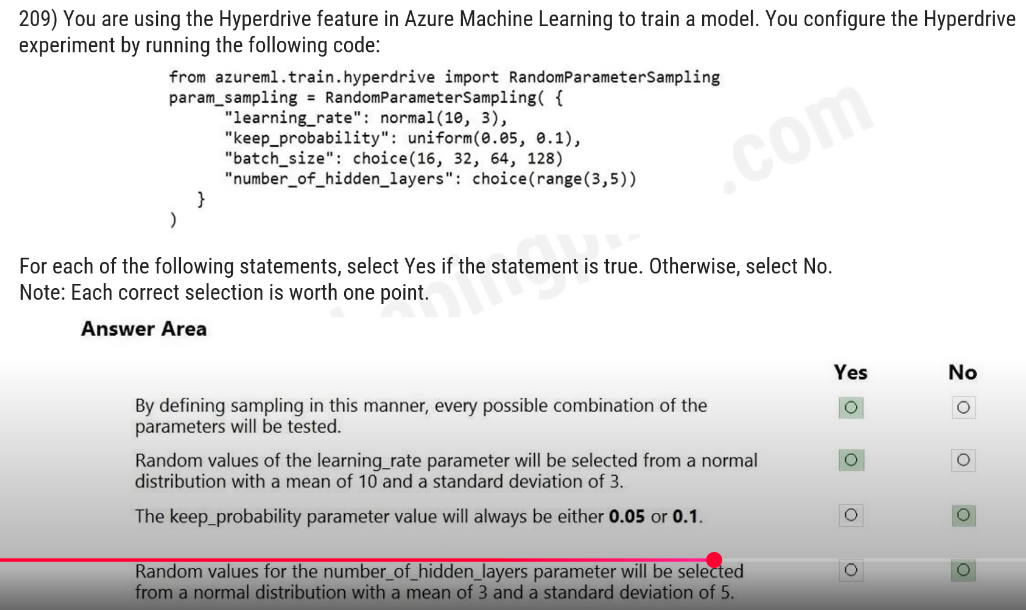 209) You are using the Hyperdrive feature in Azure Machine Learning to train a model. You configure the Hyperdrive
experiment by running the following code:
from azureml.train.hyperdrive import RandomParameterSampling
param_sampling = RandomParameterSampling( {
"learning_rate": normal(10, 3),
"keep_probability": uniform(0.05, 0.1),
"batch_size": choice(16, 32, 64, 128)
"number_of_hidden_layers": choice(range(3,5))
}
)
.com
For each of the following statements, select Yes if the statement is true. Otherwise, select No.
Note: Each correct selection is worth one point.
Answer Area
Yes No
By defining sampling in this manner, every possible combination of the
parameters will be tested.
Random values of the learning_rate parameter will be selected from a normal
distribution with a mean of 10 and a standard deviation of 3.
The keep_probability parameter value will always be either 0.05 or 0.1.
Random values for the number_of_hidden_layers parameter will be selected
from a normal distribution with a mean of 3 and a standard deviation of 5.